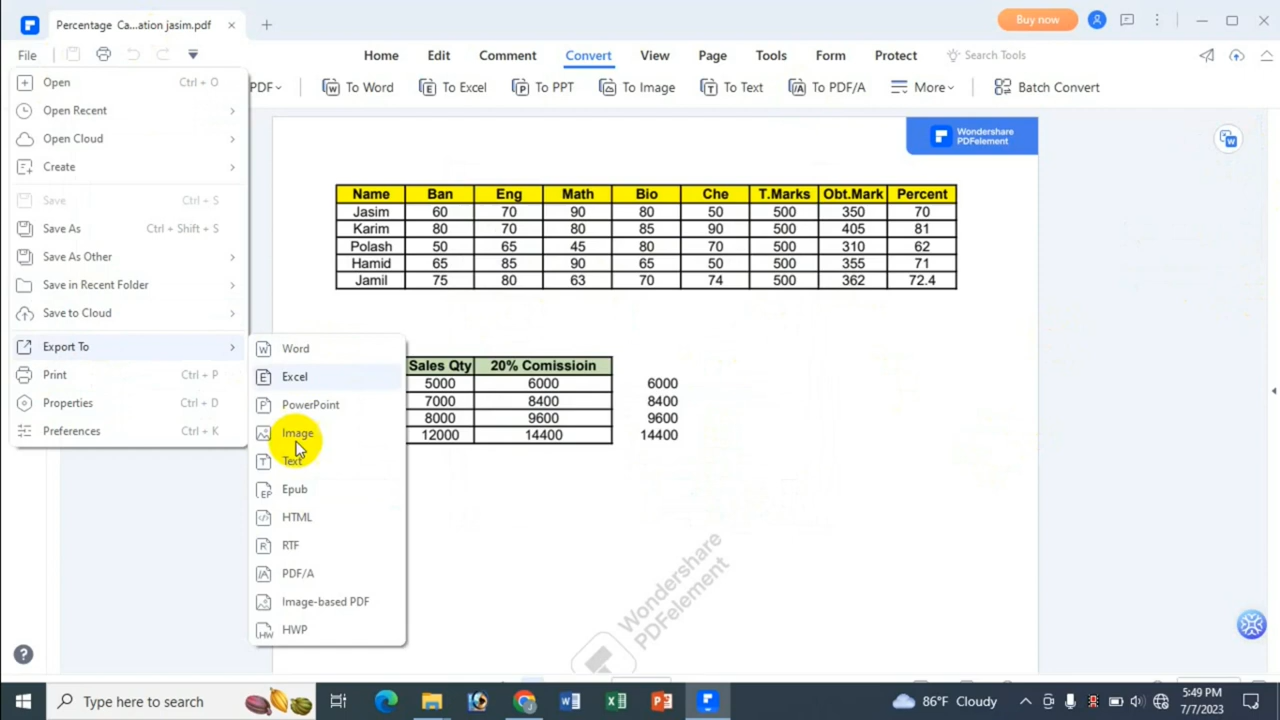 Percentage Ca...ation jasim.pdf
Buy now
File
Home Edit Comment Convert View Page Tools Form Protect Search Tools
PDF To Word To Excel To PPT To Image To Text To PDF/A More Batch Convert
Open Ctrl + O
Open Recent
Open Cloud
Create
Save Ctrl + S
Save As Ctrl + Shift + S
Save As Other
Save in Recent Folder
Save to Cloud
Export To
Print Ctrl + P
Properties Ctrl + D
Preferences Ctrl + K
Word
Excel
PowerPoint
Image
Text
Epub
HTML
RTF
PDF/A
Image-based PDF
HWP
Wondershare
PDFelement
Name Ban Eng Math Bio Che T.Marks Obt.Mark Percent
Jasim 60 70 90 80 50 500 350 70
Karim 80 70 80 85 90 500 405 81
Polash 50 65 45 80 70 500 310 62
Hamid 65 85 90 65 50 500 355 71
Jamil 75 80 63 70 74 500 362 72.4
Sales Qty 20% Comissioin
5000 6000 6000
7000 8400 8400
8000 9600 9600
12000 14400 14400
Wondershare
PDFelement
Type here to search
86°F Cloudy
5:49 PM
7/7/2023